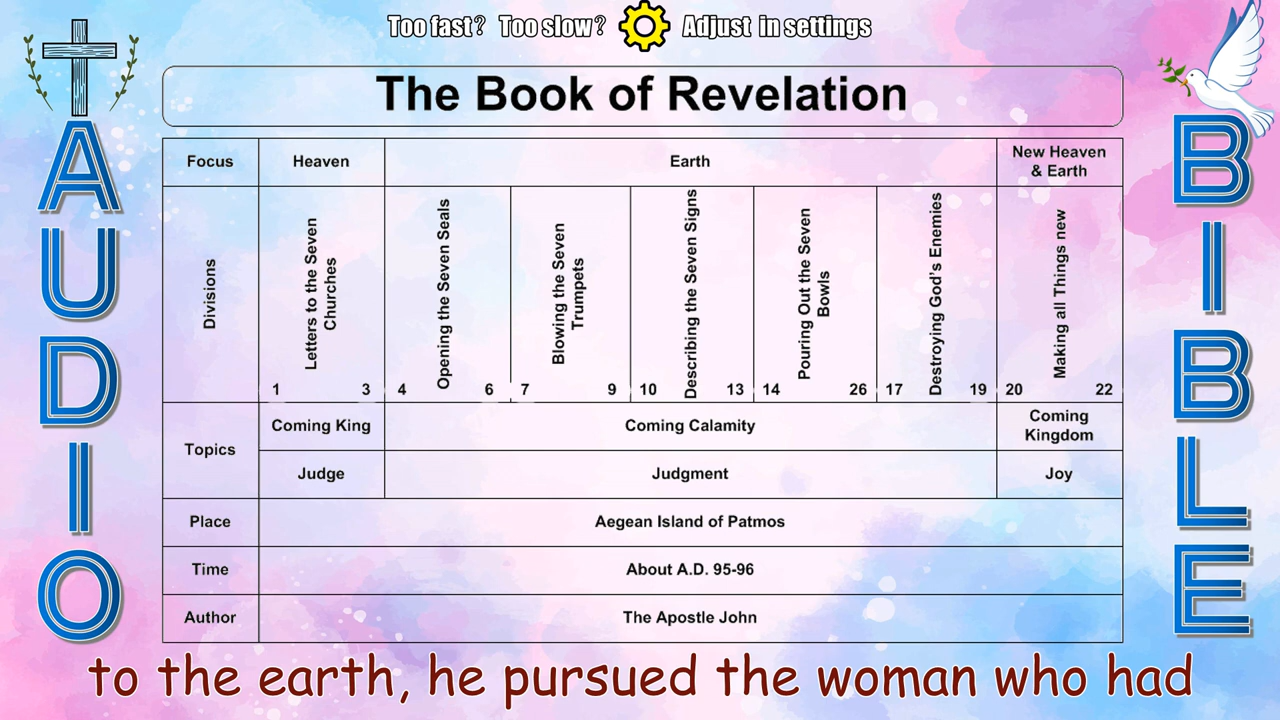 Too fast? Too slow? Adjust in settings
AUDIO
BIBLE
The Book of Revelation
Focus Heaven Earth New Heaven
& Earth
Divisions
Letters to the Seven
Churches
1 3
Opening the Seven Seals
4 6
Blowing the Seven
Trumpets
7 9
Describing the Seven Signs
10 13
Pouring Out the Seven
Bowls
14 26
Destroying God's Enemies
17 19
Making all Things new
20 22
Topics
Coming King Coming Calamity Coming
Kingdom
Judge Judgment Joy
Place Aegean Island of Patmos
Time About A.D. 95-96
Author The Apostle John
to the earth, he pursued the woman who had